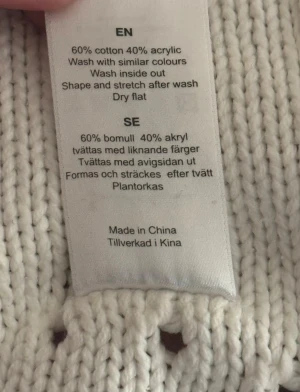 EN
60% cotton 40% acrylic
Wash with similar colours
Wash inside out
Shape and stretch after wash
Dry flat
SE
60% bomull 40% akryl
tvättas med liknande färger
Tvättas med avigsidan ut
Formas och sträckes efter tvätt
Plantorkas
Made in China
Tillverkad i Kina